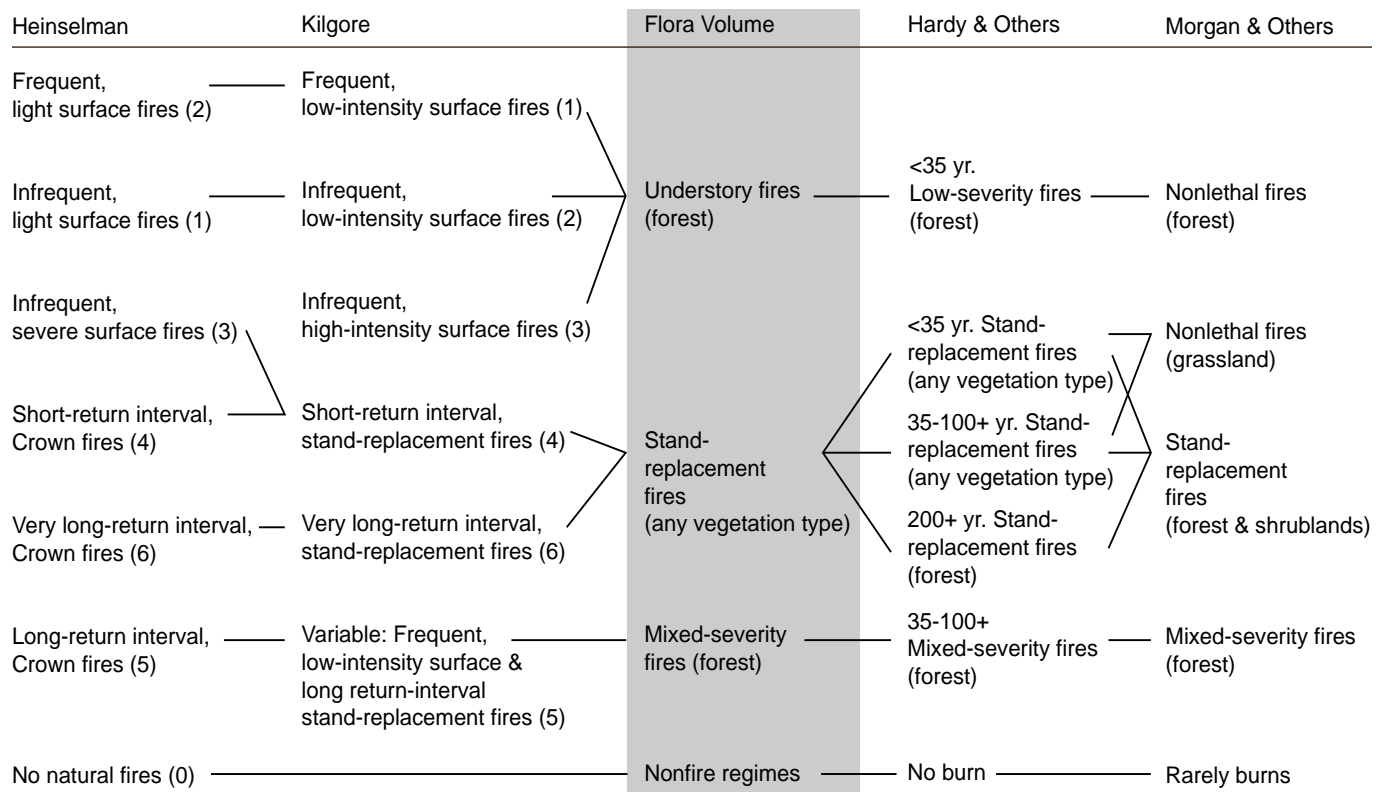 Heinselman
Kilgore
Flora Volume
Hardy & Others
Morgan & Others
Frequent,
light surface fires (2)
Frequent,
low-intensity surface fires (1)
Infrequent,
light surface fires (1)
Infrequent,
low-intensity surface fires (2)
Understory fires
(forest)
<35 yr.
Low-severity fires
(forest)
Nonlethal fires
(forest)
Infrequent,
severe surface fires (3)
Infrequent,
high-intensity surface fires (3)
<35 yr. Stand-
replacement fires
(any vegetation type)
Nonlethal fires
(grassland)
Short-return interval,
Crown fires (4)
Short-return interval,
stand-replacement fires (4)
Stand-
replacement
fires
(any vegetation type)
35-100+ yr. Stand-
replacement fires
(any vegetation type)
Stand-
replacement
fires
(forest & shrublands)
Very long-return interval,
Crown fires (6)
Very long-return interval,
stand-replacement fires (6)
200+ yr. Stand-
replacement fires
(forest)
Long-return interval,
Crown fires (5)
Variable: Frequent,
low-intensity surface &
long return-interval
stand-replacement fires (5)
Mixed-severity
fires (forest)
35-100+
Mixed-severity fires
(forest)
Mixed-severity fires
(forest)
No natural fires (0)
Nonfire regimes
No burn
Rarely burns